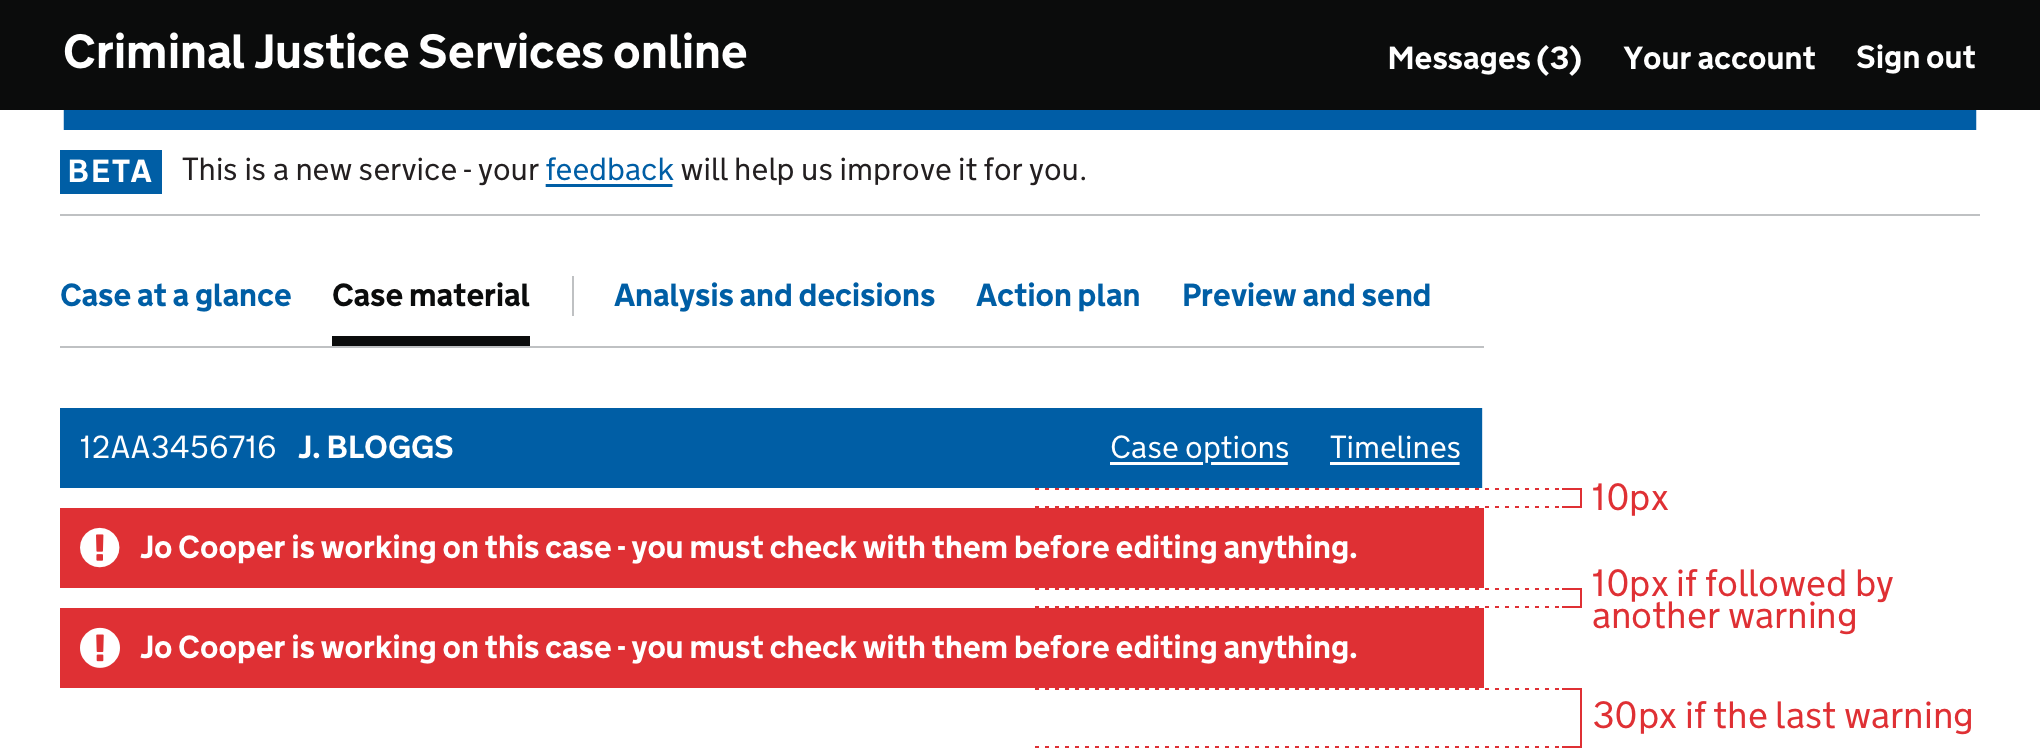 Criminal Justice Services online
Messages (3) Your account Sign out
BETA This is a new service - your feedback will help us improve it for you.
Case at a glance Case material Analysis and decisions Action plan Preview and send
12AA3456716 J. BLOGGS Case options Timelines
10px
! Jo Cooper is working on this case - you must check with them before editing anything.
10px if followed by
another warning
! Jo Cooper is working on this case - you must check with them before editing anything.
30px if the last warning